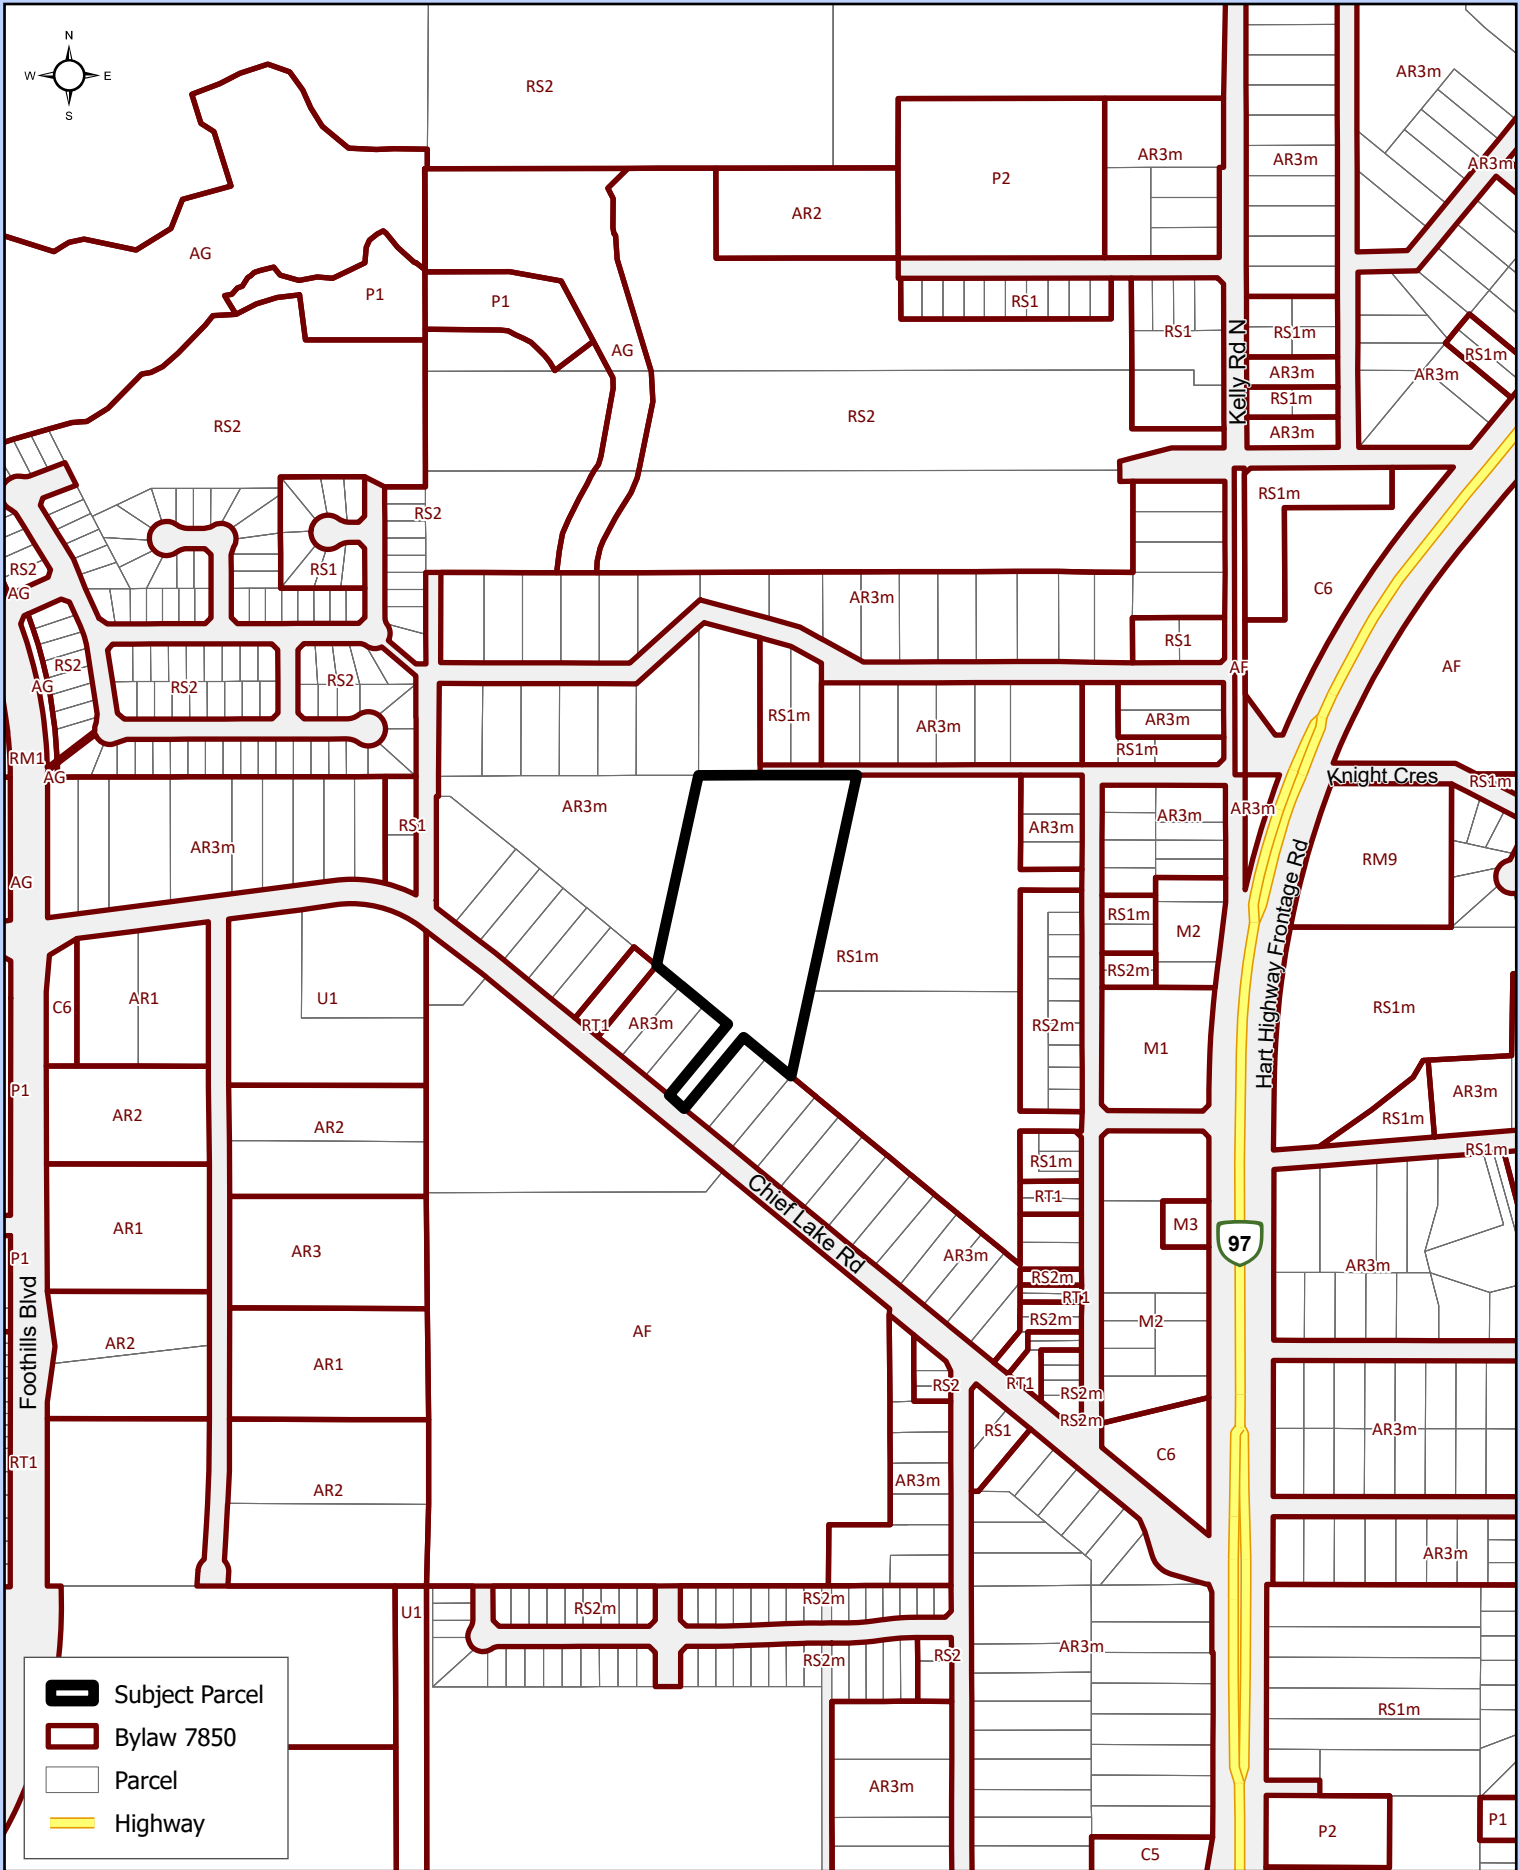 N
W E
S
RS2
AR3m
AR3m
AR3m
AR3m
P2
AR2
AG
P1
P1
RS1
RS1
Kelly Rd N
RS1m
AG
RS1m
AR3m
AR3m
RS1m
RS2
RS2
AR3m
RS1m
RS2
C6
RS2
RS1
AG
AR3m
RS1
RS2
AF
AF
AG
RS2
RS2
RS1m
AR3m
AR3m
RS1m
RM1
AG
Knight Cres
RS1m
AR3m
AR3m
AR3m
AR3m
RS1
AR3m
RM9
Hart Highway Frontage Rd
AG
RS1m
M2
RS1m
RS2m
C6
AR1
U1
RS1m
RT1
AR3m
RS2m
M1
P1
AR3m
AR2
AR2
RS1m
RS1m
RS1m
RT1
Chief Lake Rd
AR1
M3
97
AR3
P1
AR3m
AR3m
RS2m
RT1
RS2m
M2
Foothills Blvd
AR2
AF
AR1
RS2
RT1
RS2m
RS2m
RS1
AR3m
C6
RT1
AR3m
AR2
AR3m
RS2m
RS2m
U1
RS2m
RS2
AR3m
RS1m
AR3m
P2
P1
C5
Subject Parcel
Bylaw 7850
Parcel
Highway